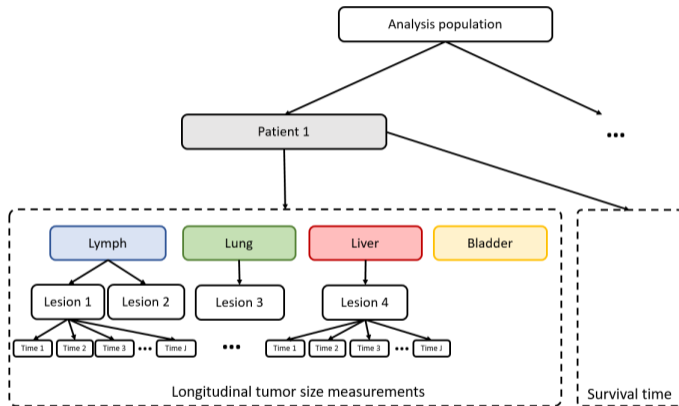 Analysis population
Patient 1
...
Lymph
Lung
Liver
Bladder
Lesion 1
Lesion 2
Lesion 3
Lesion 4
Time 1
Time 2
Time 3
...
Time J
...
Time 1
Time 2
Time 3
...
Time J
Longitudinal tumor size measurements
Survival time